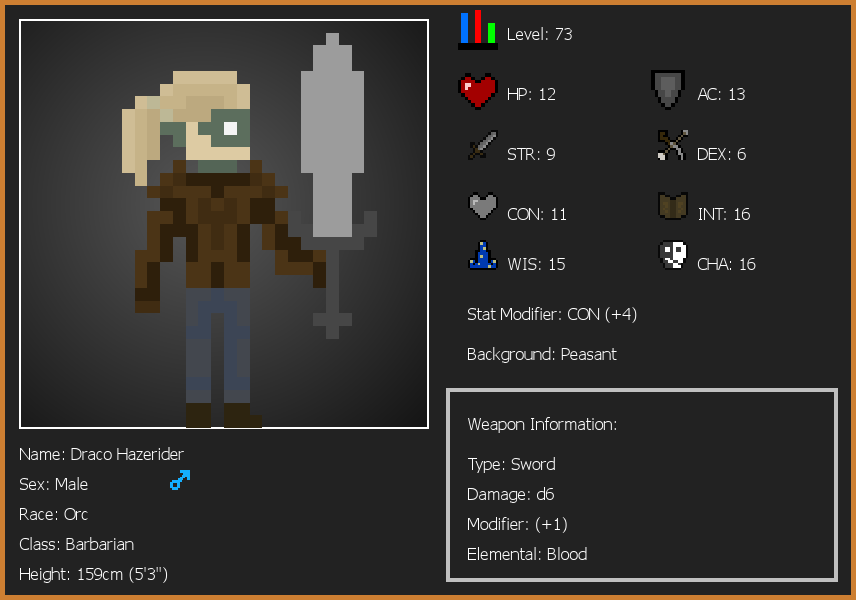 Level: 73
HP: 12
AC: 13
STR: 9
DEX: 6
CON: 11
INT: 16
WIS: 15
CHA: 16
Stat Modifier: CON (+4)
Background: Peasant
Weapon Information:
Type: Sword
Damage: d6
Modifier: (+1)
Elemental: Blood
Name: Draco Hazerider
Sex: Male
Race: Orc
Class: Barbarian
Height: 159cm (5'3")